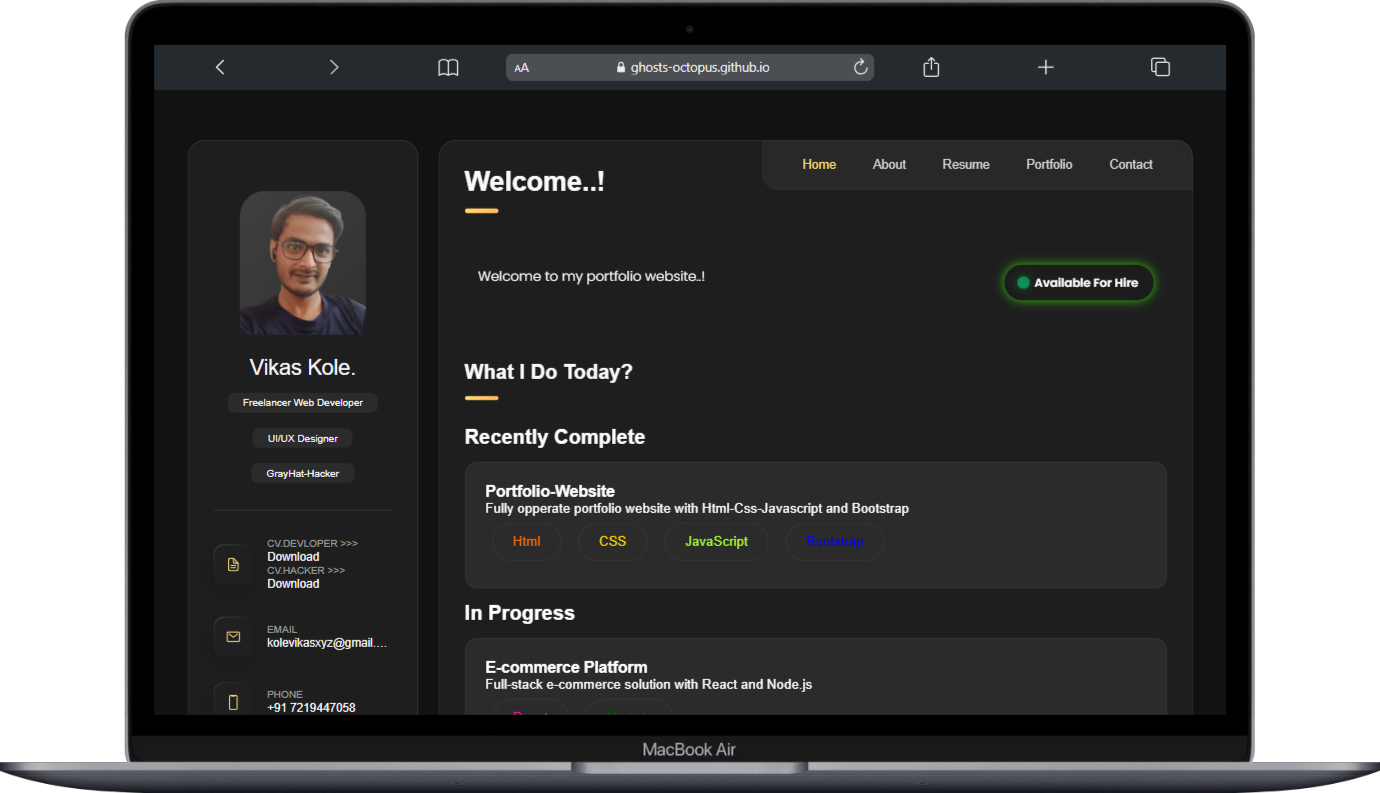 AA ghosts-octopus.github.io
Home About Resume Portfolio Contact
Vikas Kole.
Freelancer Web Developer
UI/UX Designer
GrayHat-Hacker
CV.DEVLOPER >>>
Download
CV.HACKER >>>
Download
EMAIL
kolevikasxyz@gmail....
PHONE
+91 7219447058
Welcome..!
Welcome to my portfolio website..!
Available For Hire
What I Do Today?
Recently Complete
Portfolio-Website
Fully opperate portfolio website with Html-Css-Javascript and Bootstrap
Html CSS JavaScript Bootstrap
In Progress
E-commerce Platform
Full-stack e-commerce solution with React and Node.js
MacBook Air